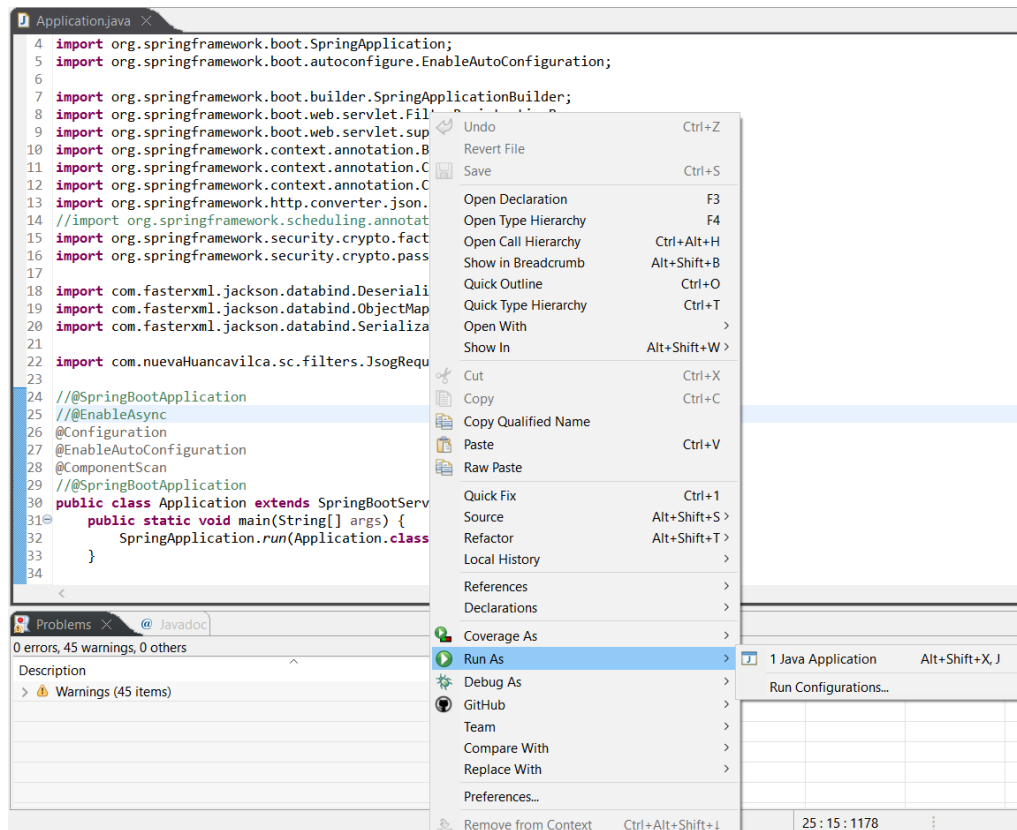 Application.java
4 import org.springframework.boot.SpringApplication;
5 import org.springframework.boot.autoconfigure.EnableAutoConfiguration;
6
7 import org.springframework.boot.builder.SpringApplicationBuilder;
8 import org.springframework.boot.web.servlet.Fil
9 import org.springframework.boot.web.servlet.sup
10 import org.springframework.context.annotation.B
11 import org.springframework.context.annotation.C
12 import org.springframework.context.annotation.C
13 import org.springframework.http.converter.json.
14 //import org.springframework.scheduling.annotat
15 import org.springframework.security.crypto.fact
16 import org.springframework.security.crypto.pass
17
18 import com.fasterxml.jackson.databind.Deseriali
19 import com.fasterxml.jackson.databind.ObjectMap
20 import com.fasterxml.jackson.databind.Serializa
21
22 import com.nuevaHuancavilca.sc.filters.JsogRequ
23
24 //@SpringBootApplication
25 //@EnableAsync
26 @Configuration
27 @EnableAutoConfiguration
28 @ComponentScan
29 //@SpringBootApplication
30 public class Application extends SpringBootServ
31 public static void main(String[] args) {
32 SpringApplication.run(Application.class
33 }
34
Undo Ctrl+Z
Revert File
Save Ctrl+S
Open Declaration F3
Open Type Hierarchy F4
Open Call Hierarchy Ctrl+Alt+H
Show in Breadcrumb Alt+Shift+B
Quick Outline Ctrl+O
Quick Type Hierarchy Ctrl+T
Open With >
Show In Alt+Shift+W >
Cut Ctrl+X
Copy Ctrl+C
Copy Qualified Name
Paste Ctrl+V
Raw Paste
Quick Fix Ctrl+1
Source Alt+Shift+S >
Refactor Alt+Shift+T >
Local History >
References >
Declarations >
Coverage As >
Run As >
Debug As >
GitHub >
Team >
Compare With >
Replace With >
Preferences...
Remove from Context Ctrl+Alt+Shift+↓
1 Java Application Alt+Shift+X, J
Run Configurations...
Problems @ Javadoc
0 errors, 45 warnings, 0 others
Description
Warnings (45 items)
25 : 15 : 1178